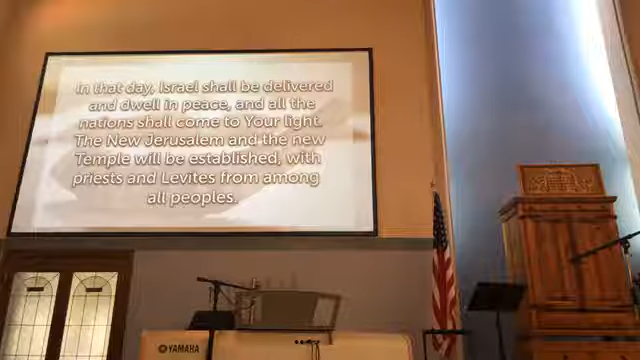 In that day, Israel shall be delivered
and dwell in peace, and all the
nations shall come to Your light.
The New Jerusalem and the new
Temple will be established, with
priests and Levites from among
all peoples.
YAMAHA